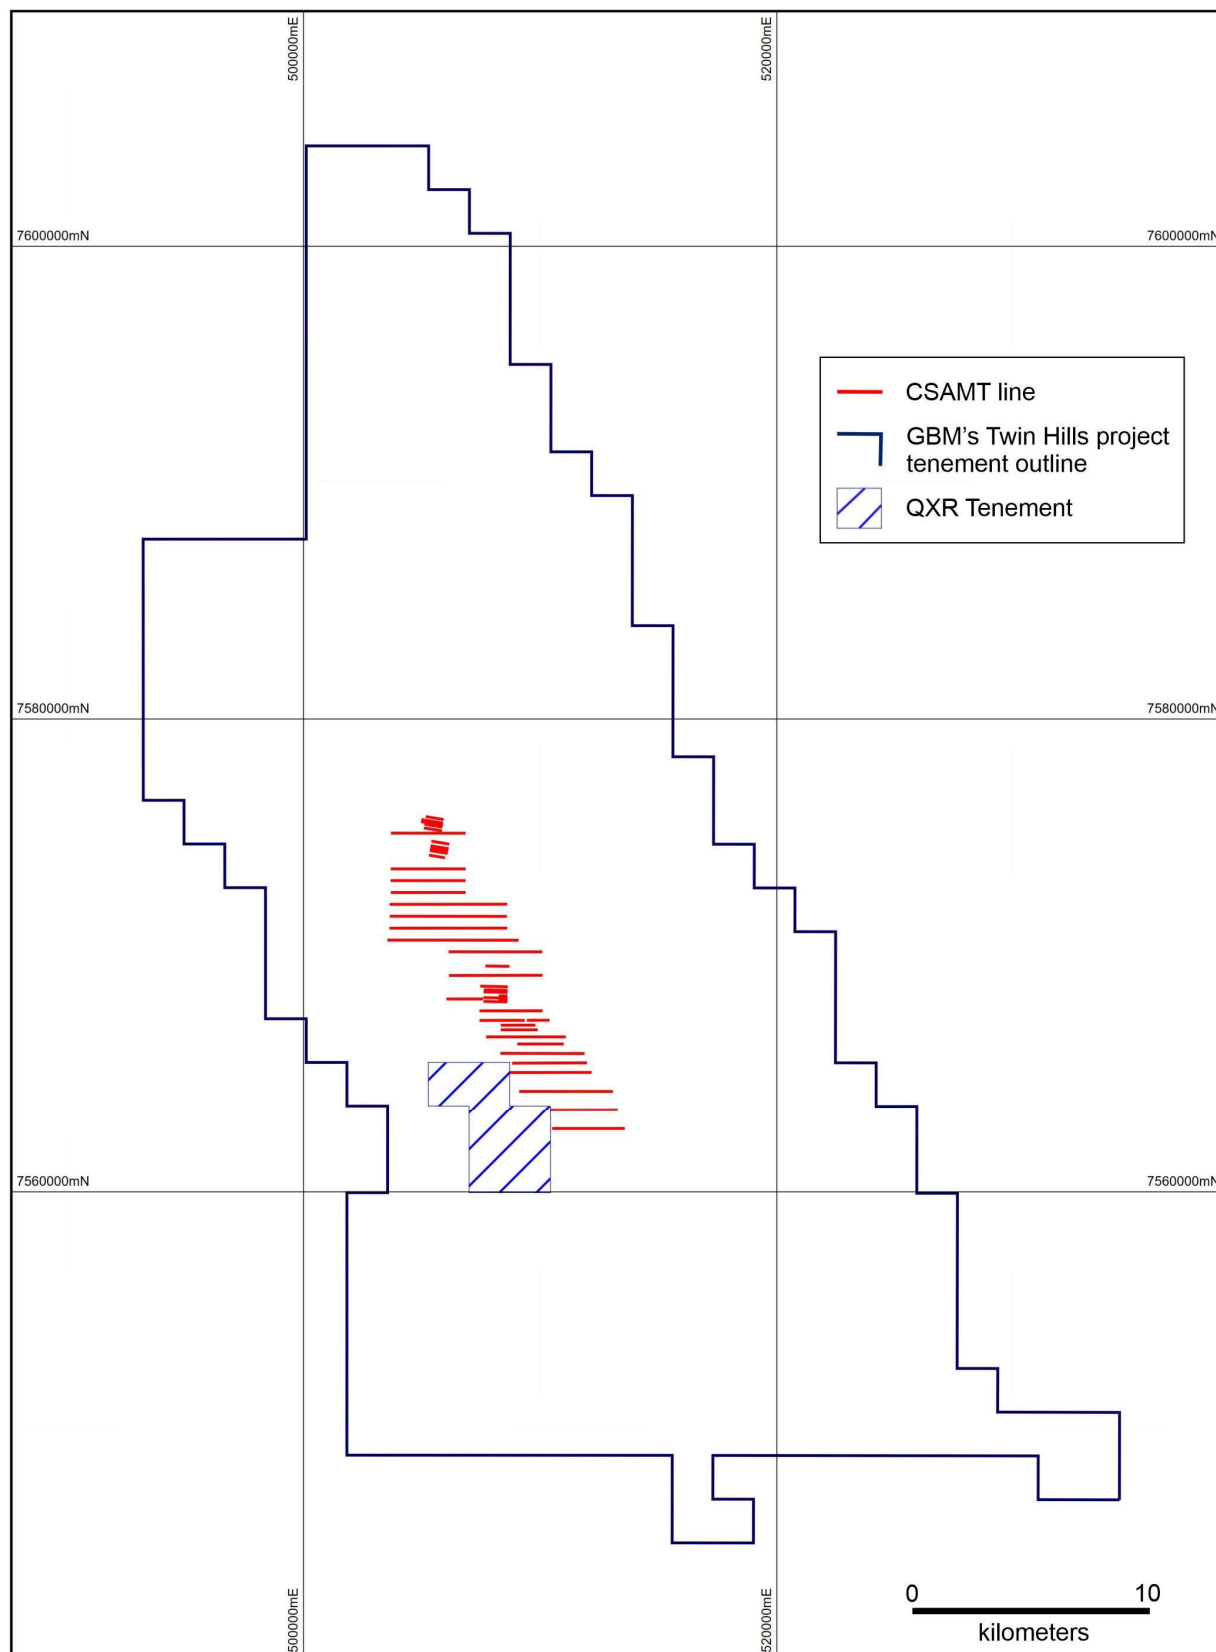 500000mE
520000mE
7600000mN
7600000mN
CSAMT line
GBM's Twin Hills project
tenement outline
QXR Tenement
7580000mN
7580000mN
7560000mN
7560000mN
500000mE
520000mE
0
10
kilometers